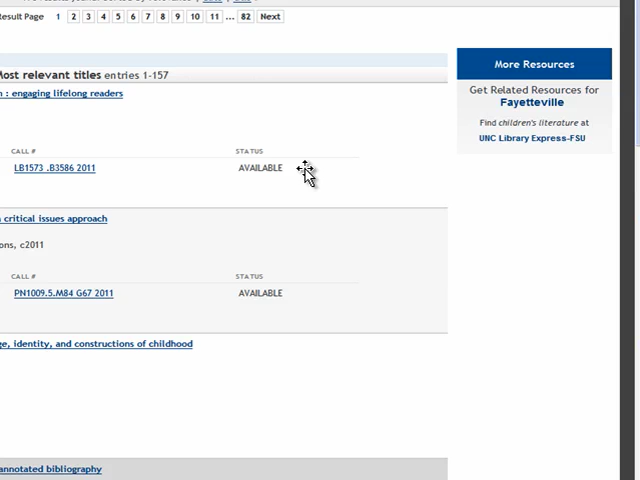 Result Page 1 2 3 4 5 6 7 8 9 10 11 ... 82 Next
More Resources
Most relevant titles entries 1-157
Get Related Resources for
Fayetteville
: engaging lifelong readers
Find children's literature at
UNC Library Express-FSU
CALL # STATUS
LB1573 .B3586 2011 AVAILABLE
critical issues approach
ons, c2011
CALL # STATUS
PN1009.5.M84 G67 2011 AVAILABLE
ge, identity, and constructions of childhood
annotated bibliography